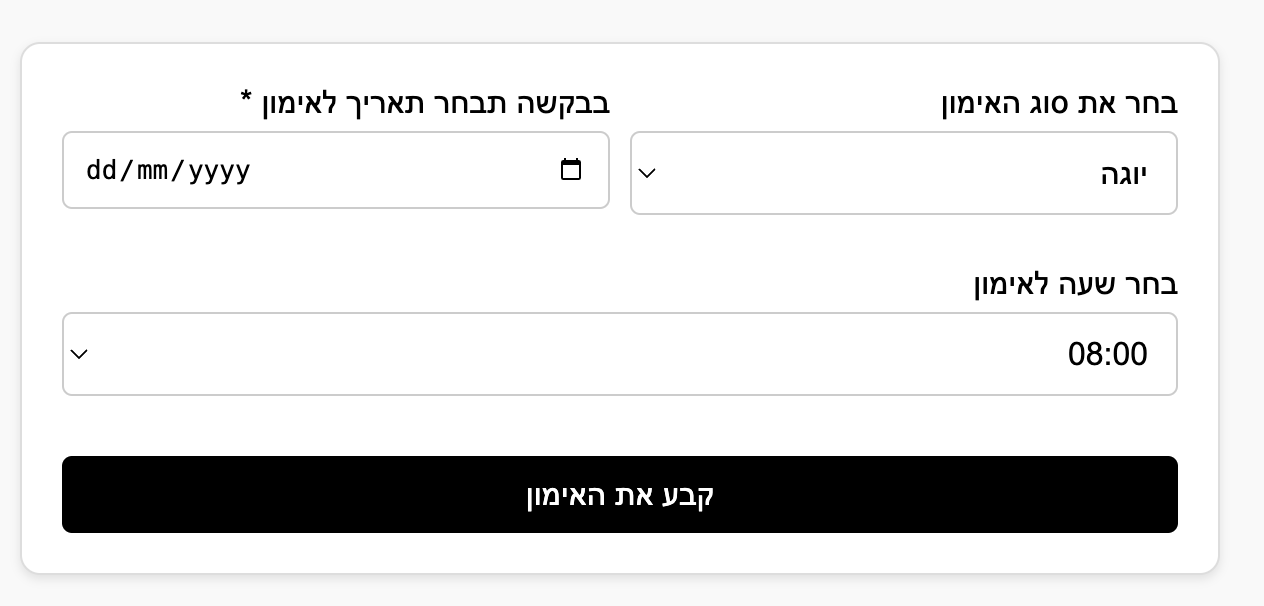 בחר את סוג האימון
יוגה
בבקשה תבחר תאריך לאימון *
dd/mm/yyyy
בחר שעה לאימון
08:00
קבע את האימון